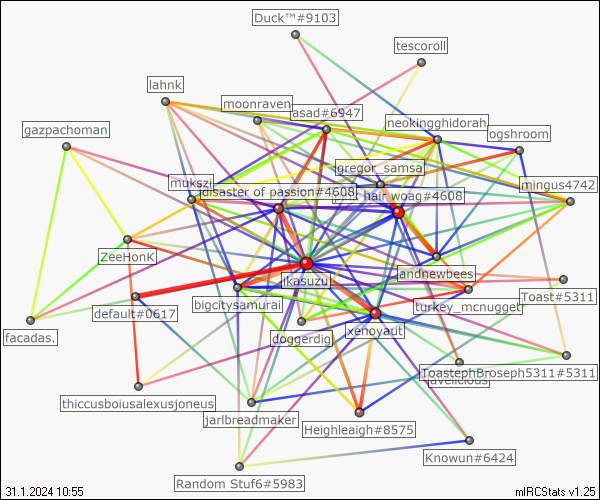 Duck™#9103
tescoroll
lahnk
moonraven
asad#6947
neokingghidorah
gazpachoman
ogshroom
gregor_samsa
mukszi
disaster of passion#4608
hair woag#4608
mingus4742
ZeeHonK
andnewbees
ikasuzu
bigcitysamurai
turkey_mcnugget
Toast#5311
default#0617
xenoyaut
doggerdig
facadas.
ToastephBroseph5311#5311
thiccusboiusalexusjoneus
jarlbreadmaker
Heighleaigh#8575
Knowun#6424
Random Stuf6#5983
31.1.2024 10:55
mIRCStats v1.25